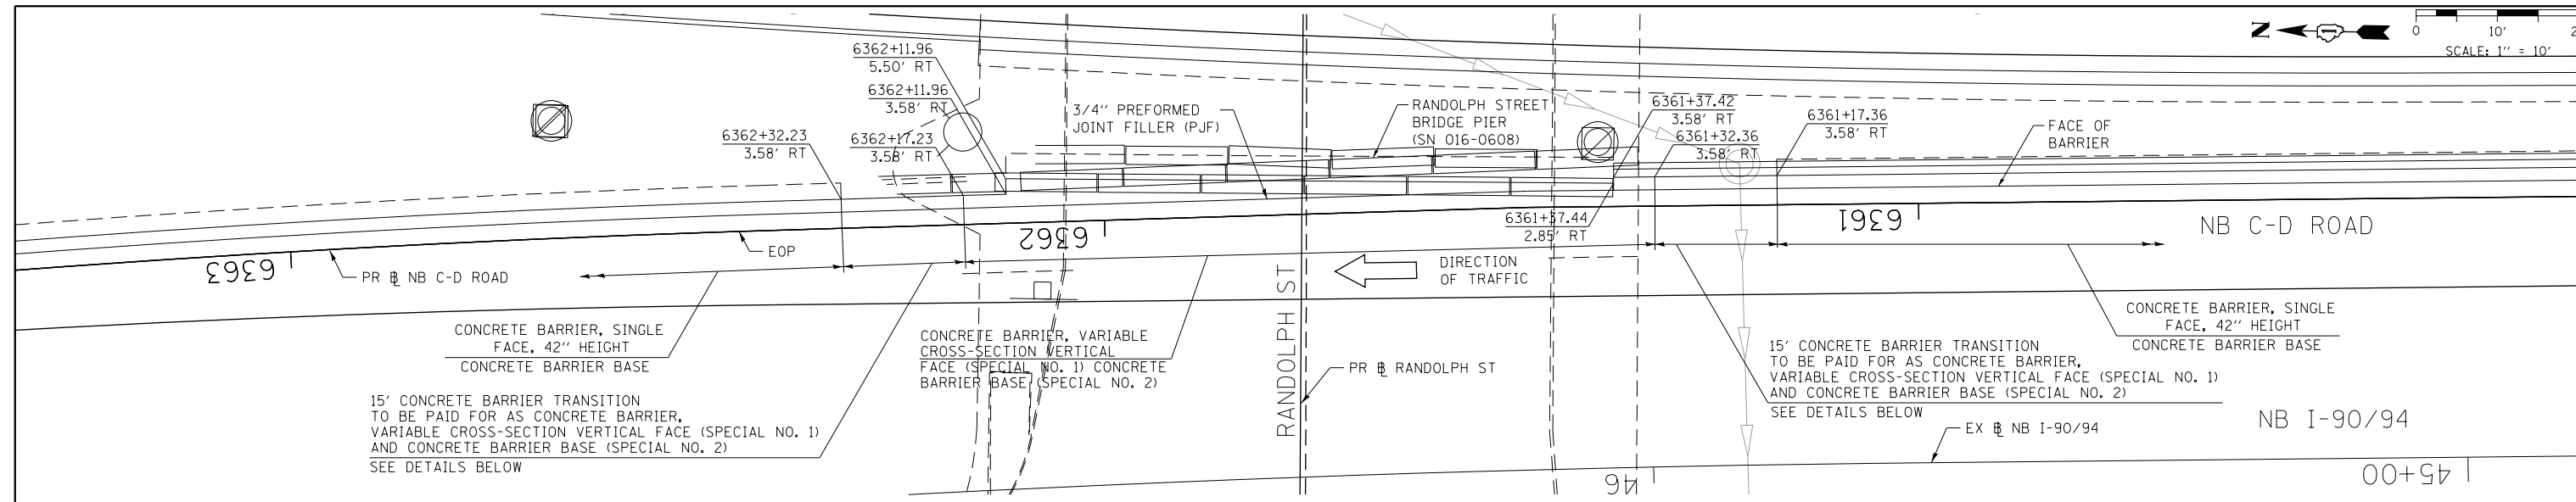 N
0
10'
SCALE: 1'' = 10'
6362+11.96
5.50' RT
6362+11.96
3.58' RT
6362+32.23
3.58' RT
6362+17.23
3.58' RT
3/4'' PREFORMED
JOINT FILLER (PJF)
RANDOLPH STREET
BRIDGE PIER
(SN 016-0608)
6361+37.42
3.58' RT
6361+32.36
3.58' RT
6361+17.36
3.58' RT
FACE OF
BARRIER
6361+37.44
2.85' RT
6363
6362
6361
NB C-D ROAD
PR ⅊ NB C-D ROAD
EOP
DIRECTION
OF TRAFFIC
RANDOLPH ST
CONCRETE BARRIER, SINGLE
FACE, 42'' HEIGHT
CONCRETE BARRIER BASE
CONCRETE BARRIER, VARIABLE
CROSS-SECTION VERTICAL
FACE (SPECIAL NO. 1) CONCRETE
BARRIER BASE (SPECIAL NO. 2)
PR ⅊ RANDOLPH ST
CONCRETE BARRIER, SINGLE
FACE, 42'' HEIGHT
CONCRETE BARRIER BASE
15' CONCRETE BARRIER TRANSITION
TO BE PAID FOR AS CONCRETE BARRIER,
VARIABLE CROSS-SECTION VERTICAL FACE (SPECIAL NO. 1)
AND CONCRETE BARRIER BASE (SPECIAL NO. 2)
SEE DETAILS BELOW
15' CONCRETE BARRIER TRANSITION
TO BE PAID FOR AS CONCRETE BARRIER,
VARIABLE CROSS-SECTION VERTICAL FACE (SPECIAL NO. 1)
AND CONCRETE BARRIER BASE (SPECIAL NO. 2)
SEE DETAILS BELOW
EX ⅊ NB I-90/94
NB I-90/94
46
45+00